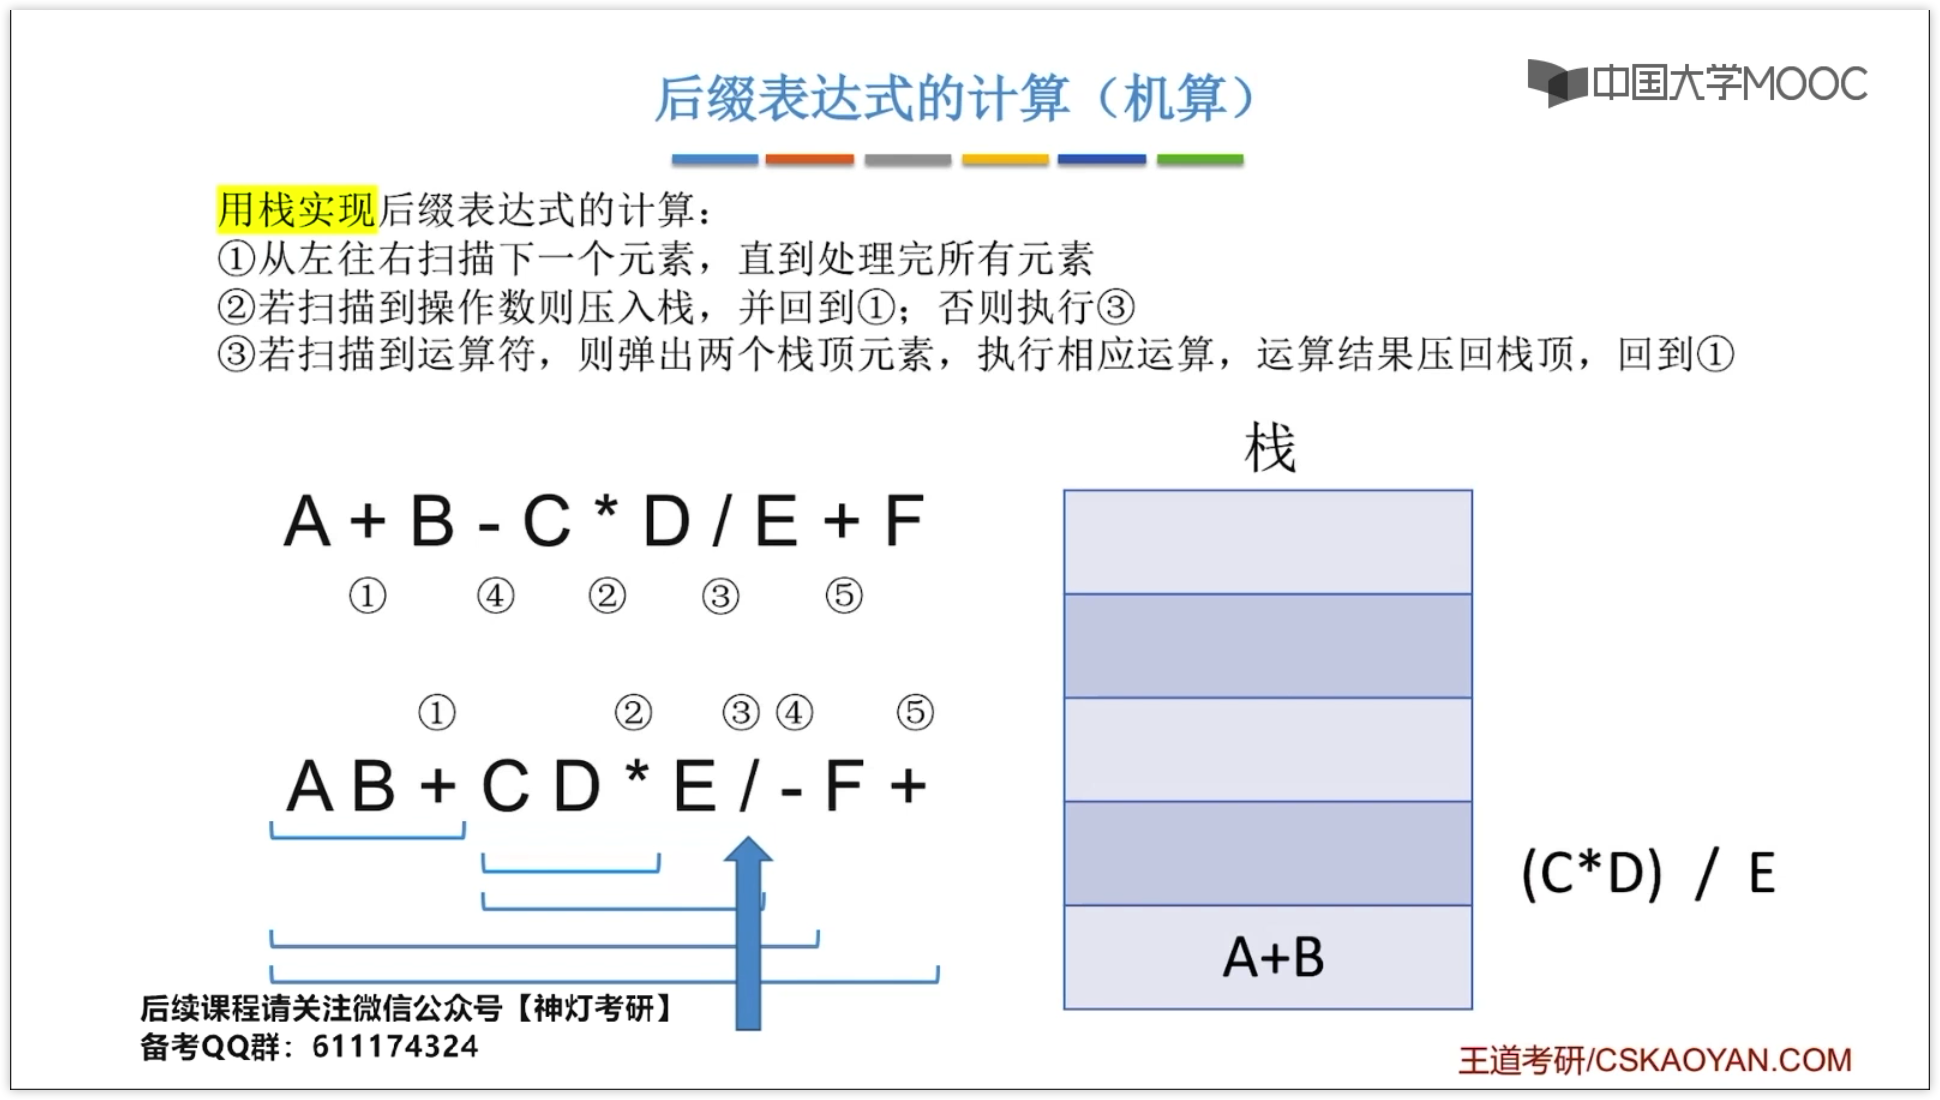 后缀表达式的计算（机算）
中国大学MOOC
用栈实现后缀表达式的计算：
①从左往右扫描下一个元素，直到处理完所有元素
②若扫描到操作数则压入栈，并回到①；否则执行③
③若扫描到运算符，则弹出两个栈顶元素，执行相应运算，运算结果压回栈顶，回到①
栈
A + B - C * D / E + F
① ④ ② ③ ⑤
① ② ③ ④ ⑤
A B + C D * E / - F +
(C*D) / E
A+B
后续课程请关注微信公众号【神灯考研】
备考QQ群：611174324
王道考研/CSKAOYAN.COM